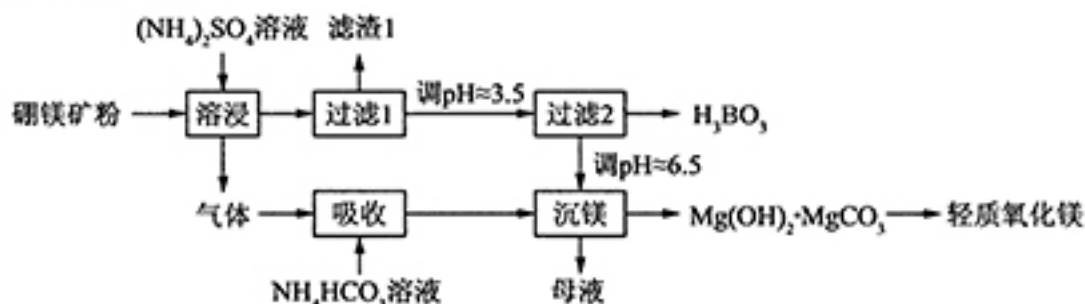 (NH₄)₂SO₄溶液 滤渣1
硼镁矿粉 溶浸 过滤1 调pH≈3.5 过滤2 H₃BO₃
调pH≈6.5
气体 吸收 沉镁 Mg(OH)₂·MgCO₃ 轻质氧化镁
NH₄HCO₃溶液 母液